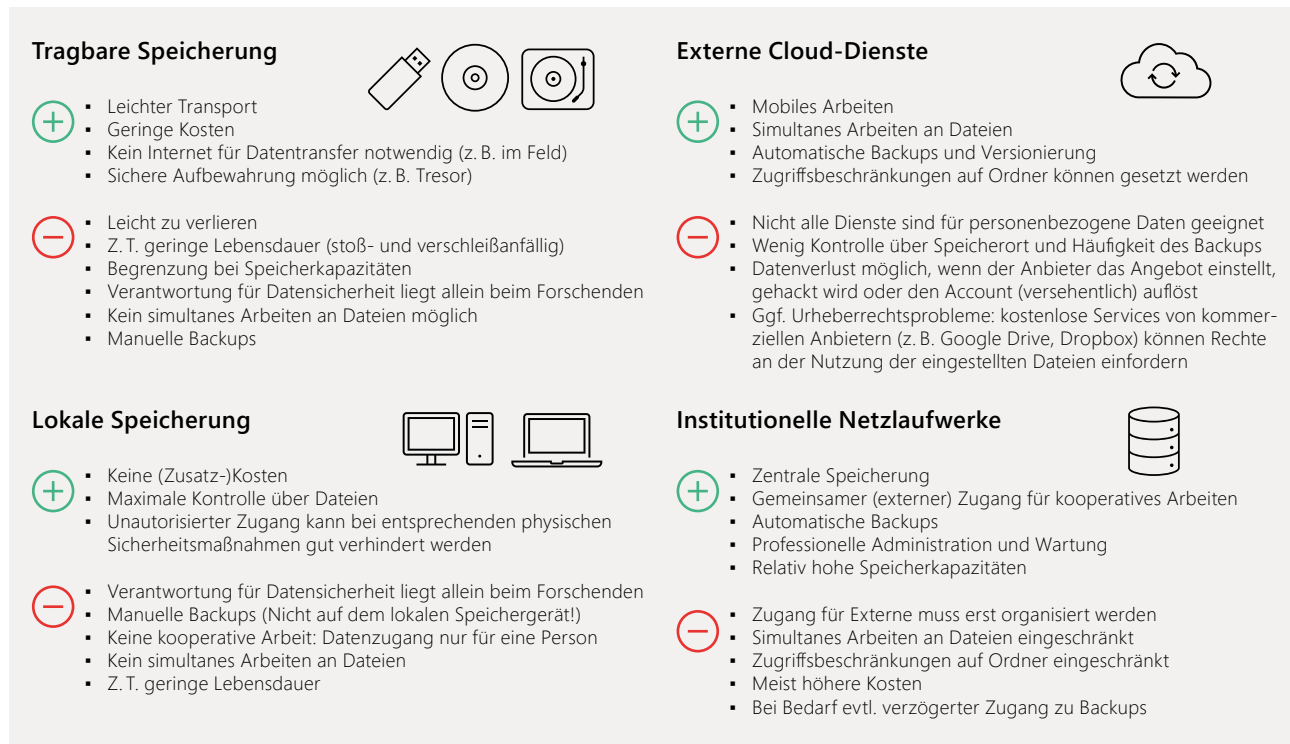 Tragbare Speicherung
▪ Leichter Transport
▪ Geringe Kosten
▪ Kein Internet für Datentransfer notwendig (z. B. im Feld)
▪ Sichere Aufbewahrung möglich (z. B. Tresor)
▪ Leicht zu verlieren
▪ Z. T. geringe Lebensdauer (stoß- und verschleißanfällig)
▪ Begrenzung bei Speicherkapazitäten
▪ Verantwortung für Datensicherheit liegt allein beim Forschenden
▪ Kein simultanes Arbeiten an Dateien möglich
▪ Manuelle Backups
Externe Cloud-Dienste
▪ Mobiles Arbeiten
▪ Simultanes Arbeiten an Dateien
▪ Automatische Backups und Versionierung
▪ Zugriffsbeschränkungen auf Ordner können gesetzt werden
▪ Nicht alle Dienste sind für personenbezogene Daten geeignet
▪ Wenig Kontrolle über Speicherort und Häufigkeit des Backups
▪ Datenverlust möglich, wenn der Anbieter das Angebot einstellt,
gehackt wird oder den Account (versehentlich) auflöst
▪ Ggf. Urheberrechtsprobleme: kostenlose Services von kommer-
ziellen Anbietern (z. B. Google Drive, Dropbox) können Rechte
an der Nutzung der eingestellten Dateien einfordern
Lokale Speicherung
▪ Keine (Zusatz-)Kosten
▪ Maximale Kontrolle über Dateien
▪ Unautorisierter Zugang kann bei entsprechenden physischen
Sicherheitsmaßnahmen gut verhindert werden
▪ Verantwortung für Datensicherheit liegt allein beim Forschenden
▪ Manuelle Backups (Nicht auf dem lokalen Speichergerät!)
▪ Keine kooperative Arbeit: Datenzugang nur für eine Person
▪ Kein simultanes Arbeiten an Dateien
▪ Z. T. geringe Lebensdauer
Institutionelle Netzlaufwerke
▪ Zentrale Speicherung
▪ Gemeinsamer (externer) Zugang für kooperatives Arbeiten
▪ Automatische Backups
▪ Professionelle Administration und Wartung
▪ Relativ hohe Speicherkapazitäten
▪ Zugang für Externe muss erst organisiert werden
▪ Simultanes Arbeiten an Dateien eingeschränkt
▪ Zugriffsbeschränkungen auf Ordner eingeschränkt
▪ Meist höhere Kosten
▪ Bei Bedarf evtl. verzögerter Zugang zu Backups